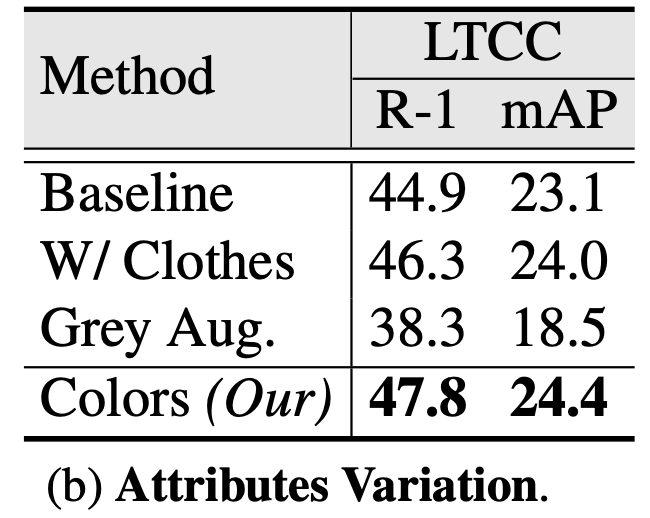 Method LTCC
R-1 mAP
Baseline 44.9 23.1
W/ Clothes 46.3 24.0
Grey Aug. 38.3 18.5
Colors (Our) 47.8 24.4
(b) Attributes Variation.